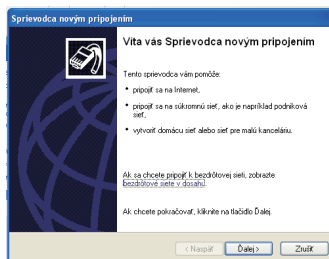 Sprievodca novým pripojením
Víta vás Sprievodca novým pripojením
Tento sprievodca vám pomôže:
• pripojiť sa na Internet,
• pripojiť sa na súkromnú sieť, ako je napríklad podniková
sieť,
• vytvoriť domácu sieť alebo sieť pre malú kanceláriu.
Ak sa chcete pripojiť k bezdrôtovej sieti, zobrazte
bezdrôtové siete v dosahu.
Ak chcete pokračovať, kliknite na tlačidlo Ďalej.
< Naspäť
Ďalej >
Zrušiť